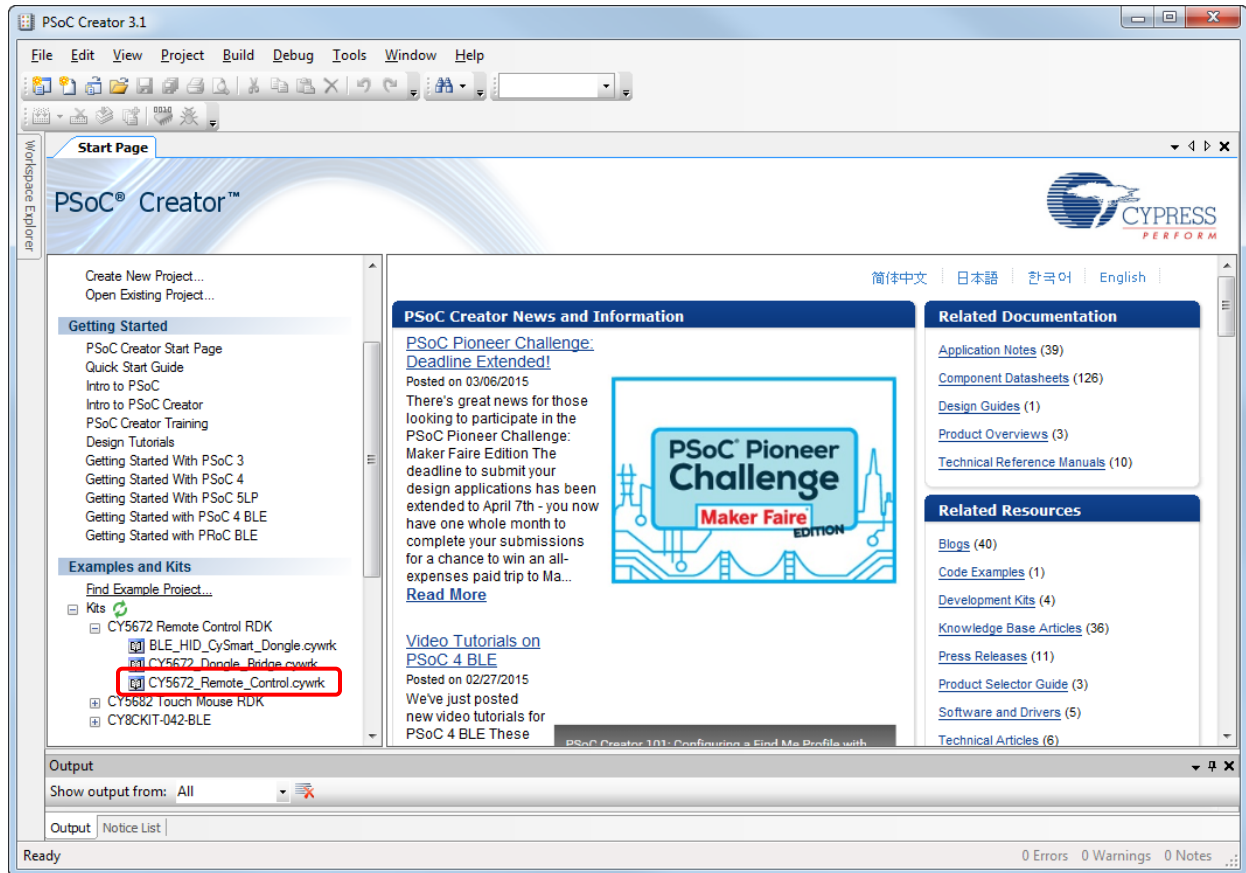 PSoC Creator 3.1
File Edit View Project Build Debug Tools Window Help
Workspace Explorer
Start Page
PSoC® Creator™
CYPRESS
PERFORM
Create New Project...
Open Existing Project...
Getting Started
PSoC Creator Start Page
Quick Start Guide
Intro to PSoC
Intro to PSoC Creator
PSoC Creator Training
Design Tutorials
Getting Started With PSoC 3
Getting Started With PSoC 4
Getting Started With PSoC 5LP
Getting Started with PSoC 4 BLE
Getting Started with PRoC BLE
Examples and Kits
Find Example Project...
Kits
CY5672 Remote Control RDK
BLE_HID_CySmart_Dongle.cywrk
CY5672_Dongle_Bridge.cywrk
CY5672_Remote_Control.cywrk
CY5682 Touch Mouse RDK
CY8CKIT-042-BLE
简体中文 日本語 한국어 English
PSoC Creator News and Information
PSoC Pioneer Challenge:
Deadline Extended!
Posted on 03/06/2015
There's great news for those
looking to participate in the
PSoC Pioneer Challenge:
Maker Faire Edition The
deadline to submit your
design applications has been
extended to April 7th - you now
have one whole month to
complete your submissions
for a chance to win an all-
expenses paid trip to Ma...
Read More
PSoC® Pioneer
Challenge
Maker Faire
EDITION
Video Tutorials on
PSoC 4 BLE
Posted on 02/27/2015
We've just posted
new video tutorials for
PSoC 4 BLE These
PSoC Creator 101: Configuring a Find Me Profile with
Related Documentation
Application Notes (39)
Component Datasheets (126)
Design Guides (1)
Product Overviews (3)
Technical Reference Manuals (10)
Related Resources
Blogs (40)
Code Examples (1)
Development Kits (4)
Knowledge Base Articles (36)
Press Releases (11)
Product Selector Guide (3)
Software and Drivers (5)
Technical Articles (6)
Output
Show output from: All
Output Notice List
Ready 0 Errors 0 Warnings 0 Notes